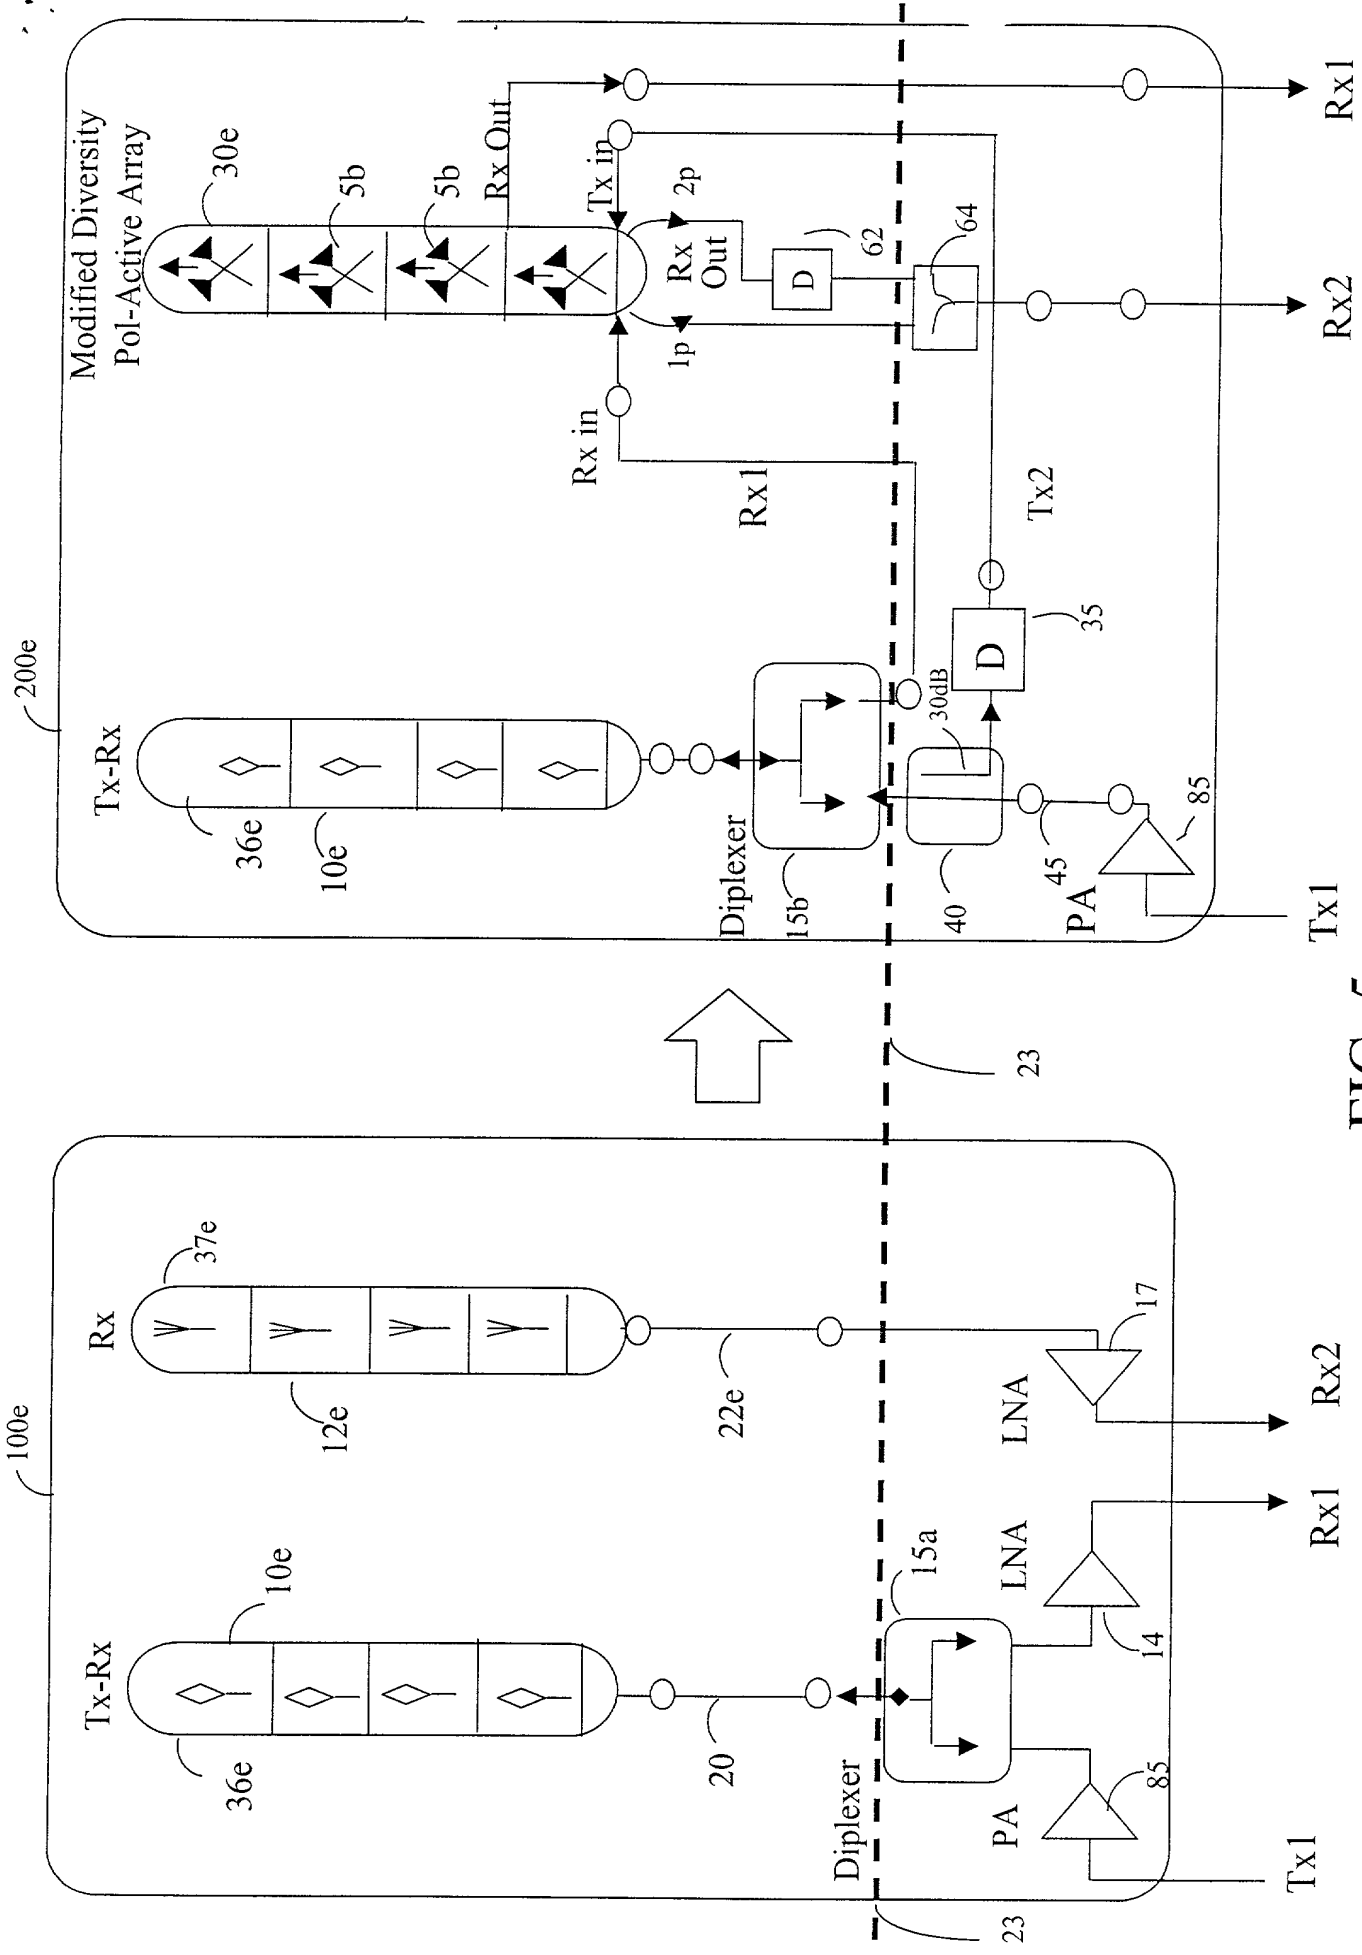 100e
Tx-Rx
36e
10e
20
Diplexer
15a
PA
85
LNA
14
Tx1
Rx1
Rx
37e
12e
22e
LNA
17
Rx2
23
23
200e
Tx-Rx
36e
10e
Diplexer
15b
40
30dB
45
PA
85
Tx1
D
35
Tx2
Rx1
Rx in
Modified Diversity
Pol-Active Array
30e
5b
5b
Rx Out
Tx in
1p
Rx
Out
2p
D
62
64
Rx2
Rx1